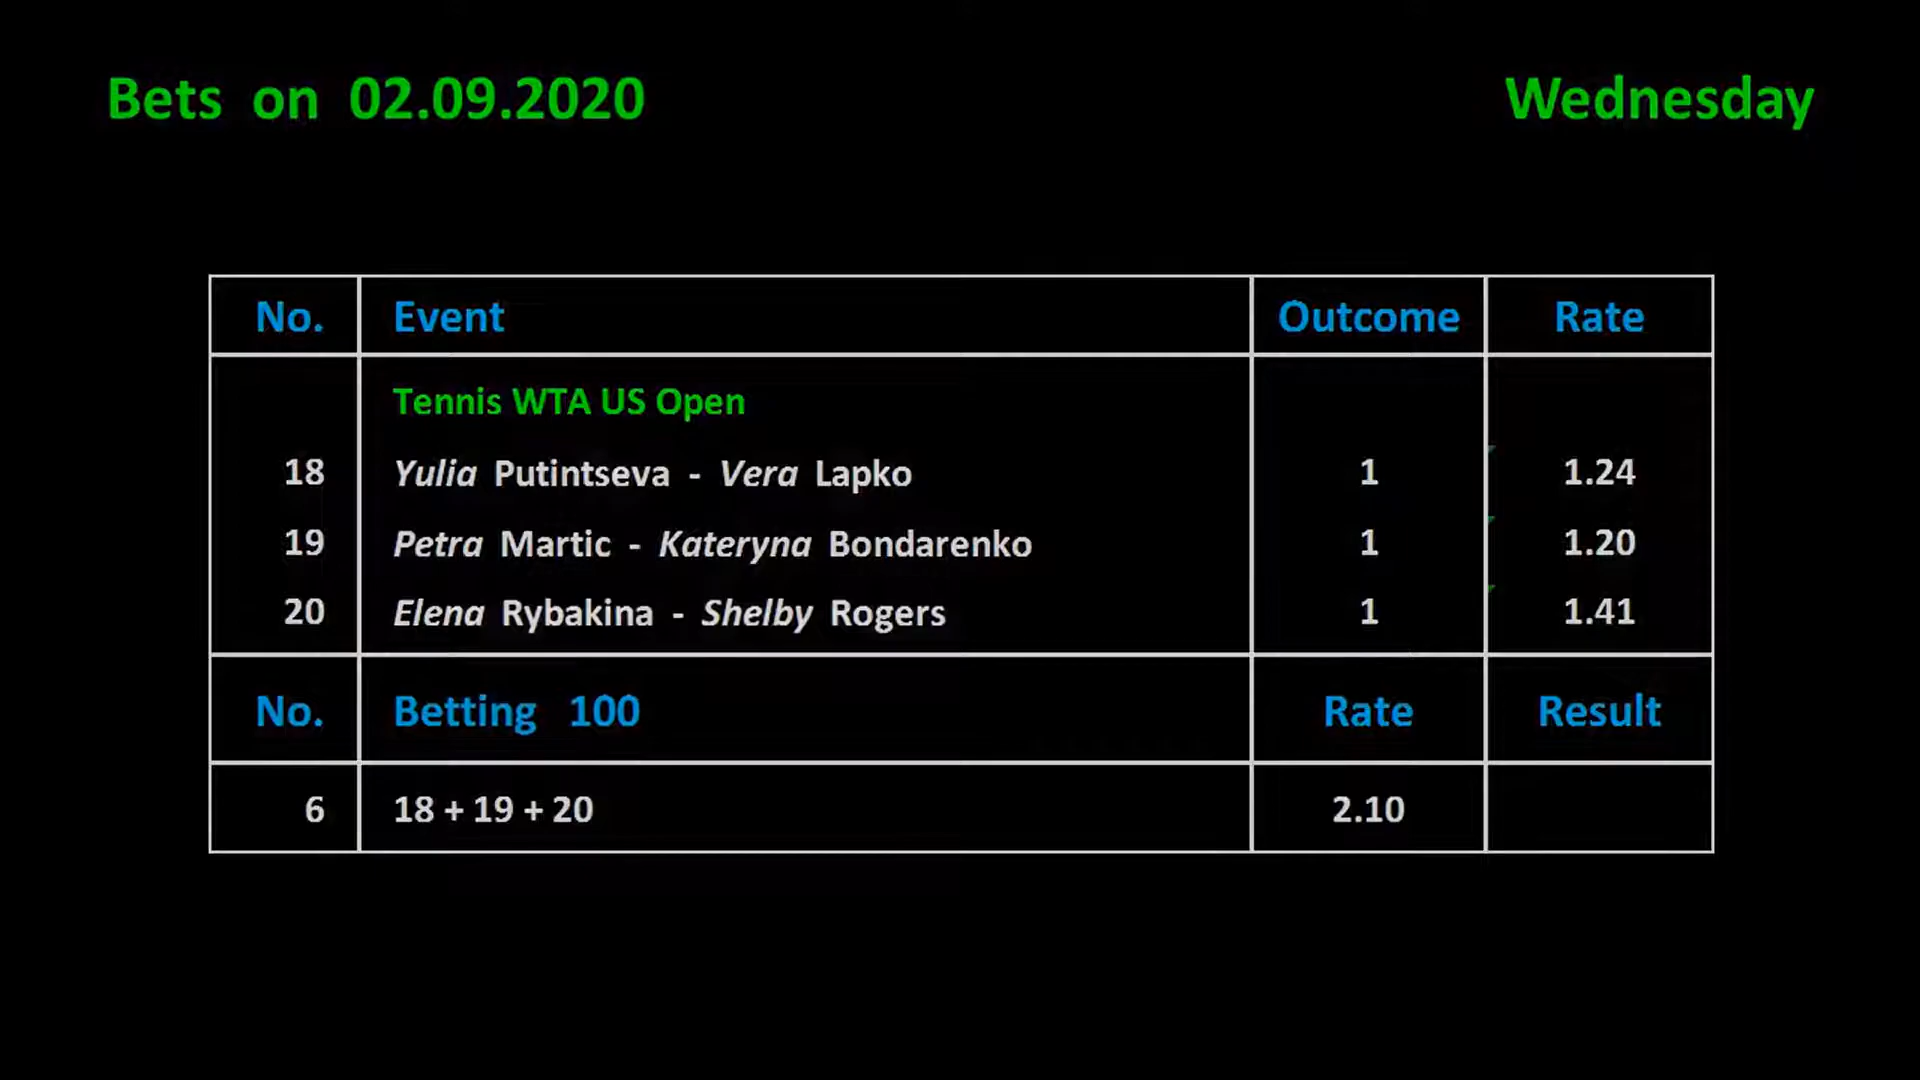 Bets on 02.09.2020 Wednesday
No. Event Outcome Rate
Tennis WTA US Open
18 Yulia Putintseva - Vera Lapko 1 1.24
19 Petra Martic - Kateryna Bondarenko 1 1.20
20 Elena Rybakina - Shelby Rogers 1 1.41
No. Betting 100 Rate Result
6 18 + 19 + 20 2.10